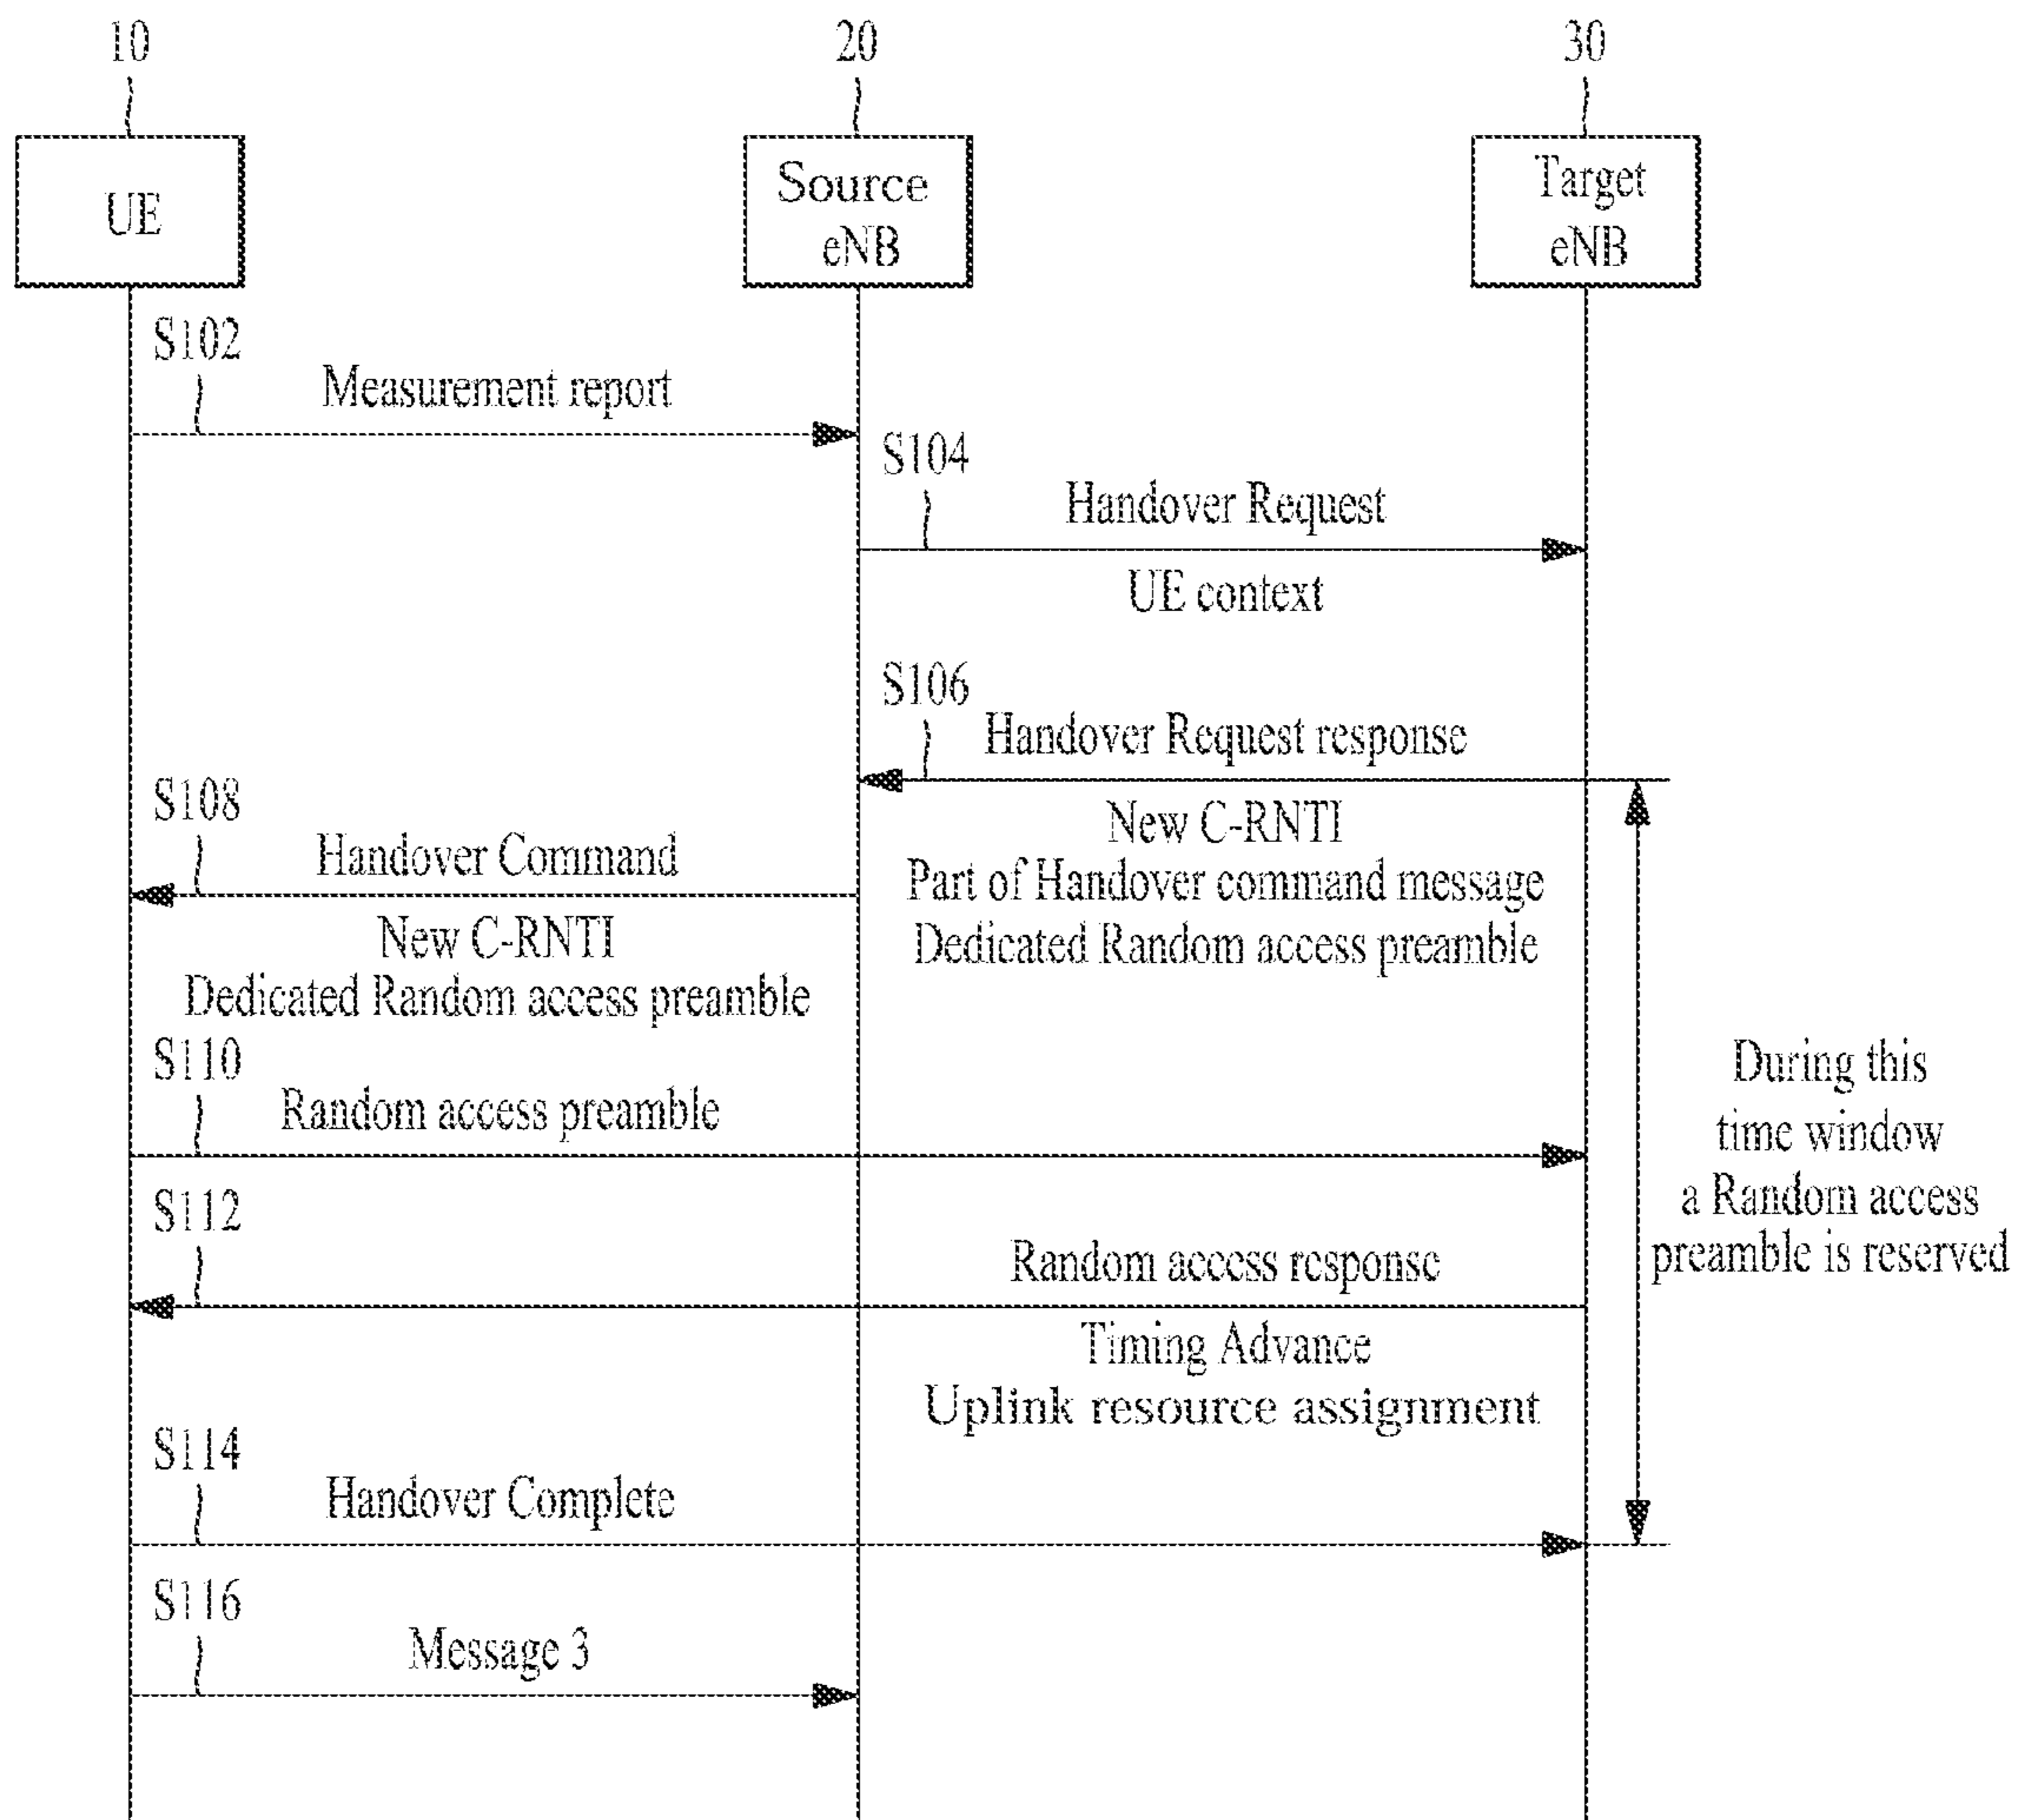 10
20
30
UE
Source
eNB
Target
eNB
S102
Measurement report
S104
Handover Request
UE context
S106
Handover Request response
New C-RNTI
Part of Handover command message
Dedicated Random access preamble
S108
Handover Command
New C-RNTI
Dedicated Random access preamble
S110
Random access preamble
During this
time window
a Random access
preamble is reserved
S112
Random access response
Timing Advance
Uplink resource assignment
S114
Handover Complete
S116
Message 3